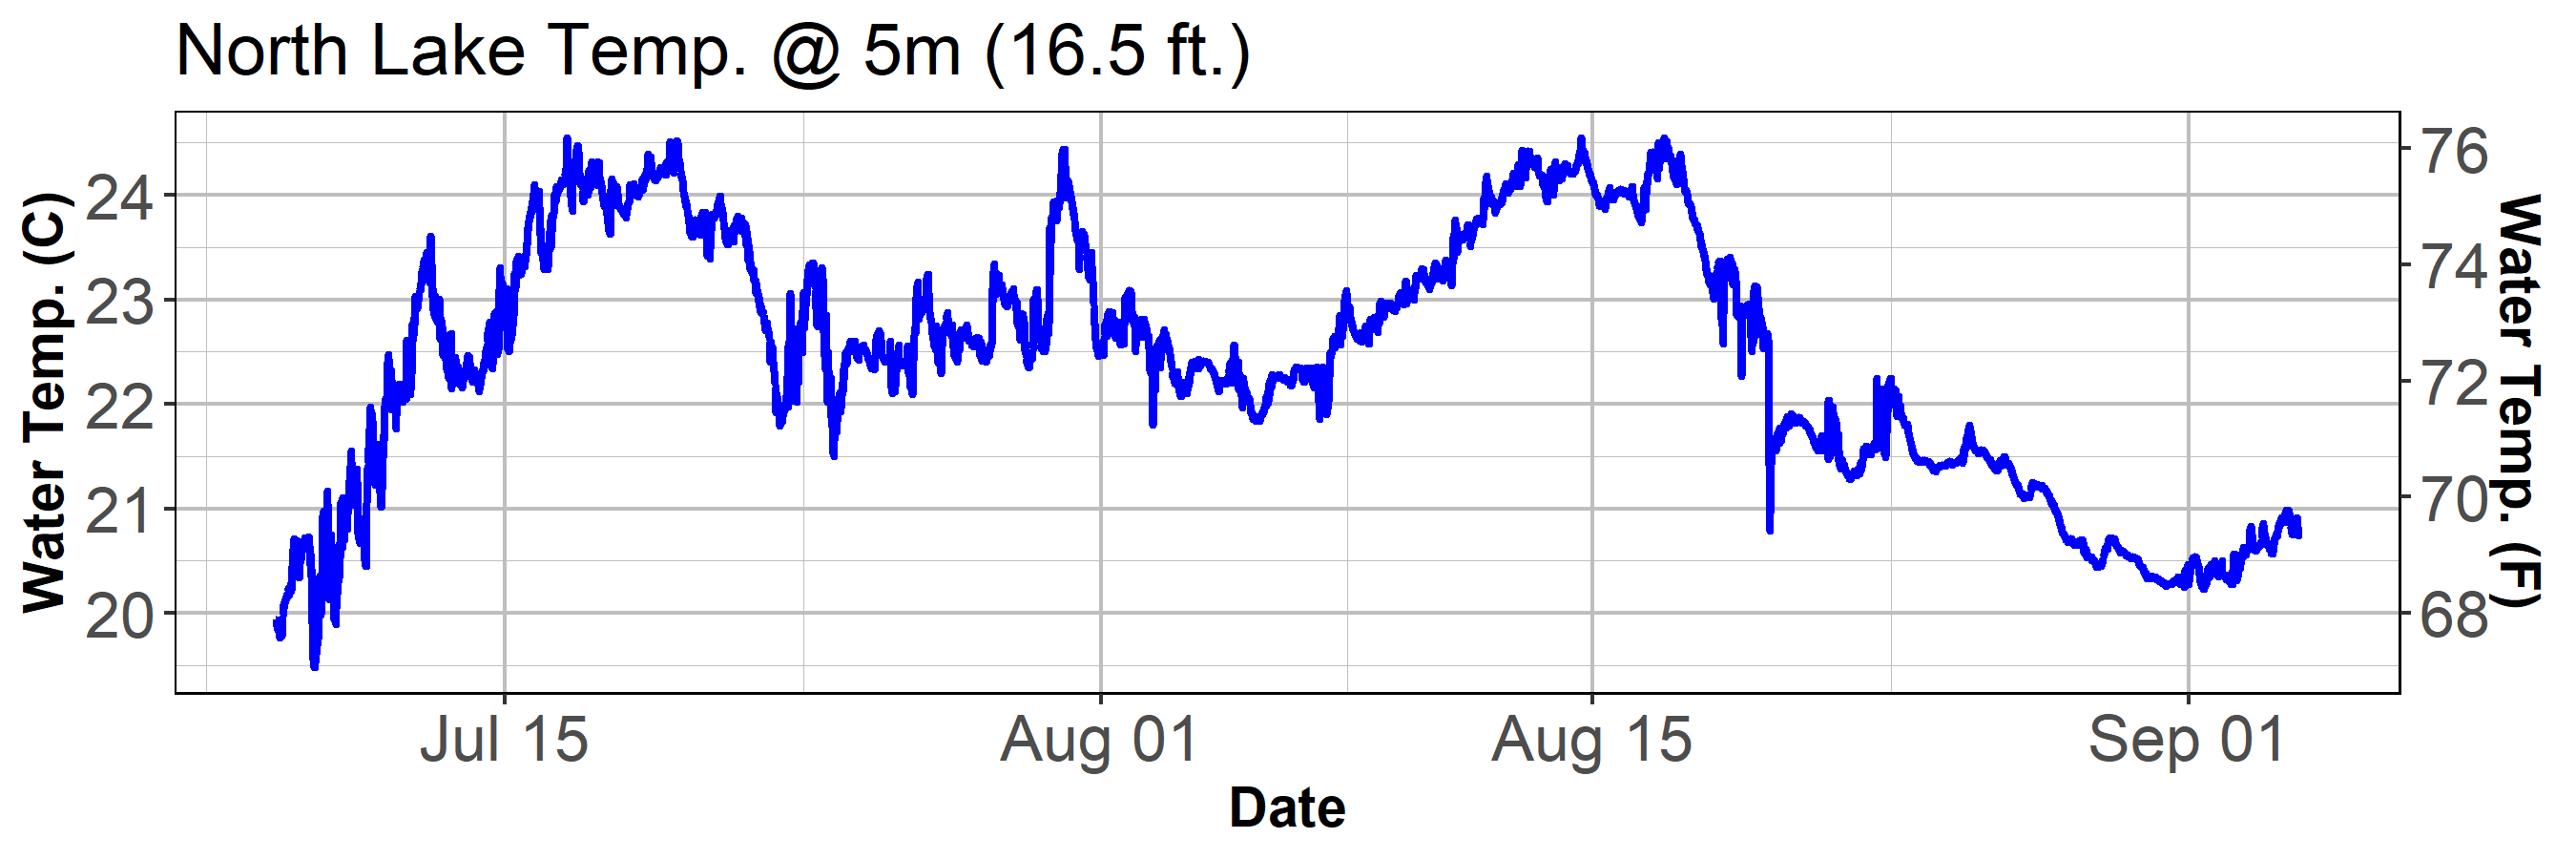 North Lake Temp. @ 5m (16.5 ft.)
Water Temp. (C)
24
23
22
21
20
76
74
72
70
68
Water Temp. (F)
Jul 15
Aug 01
Aug 15
Sep 01
Date